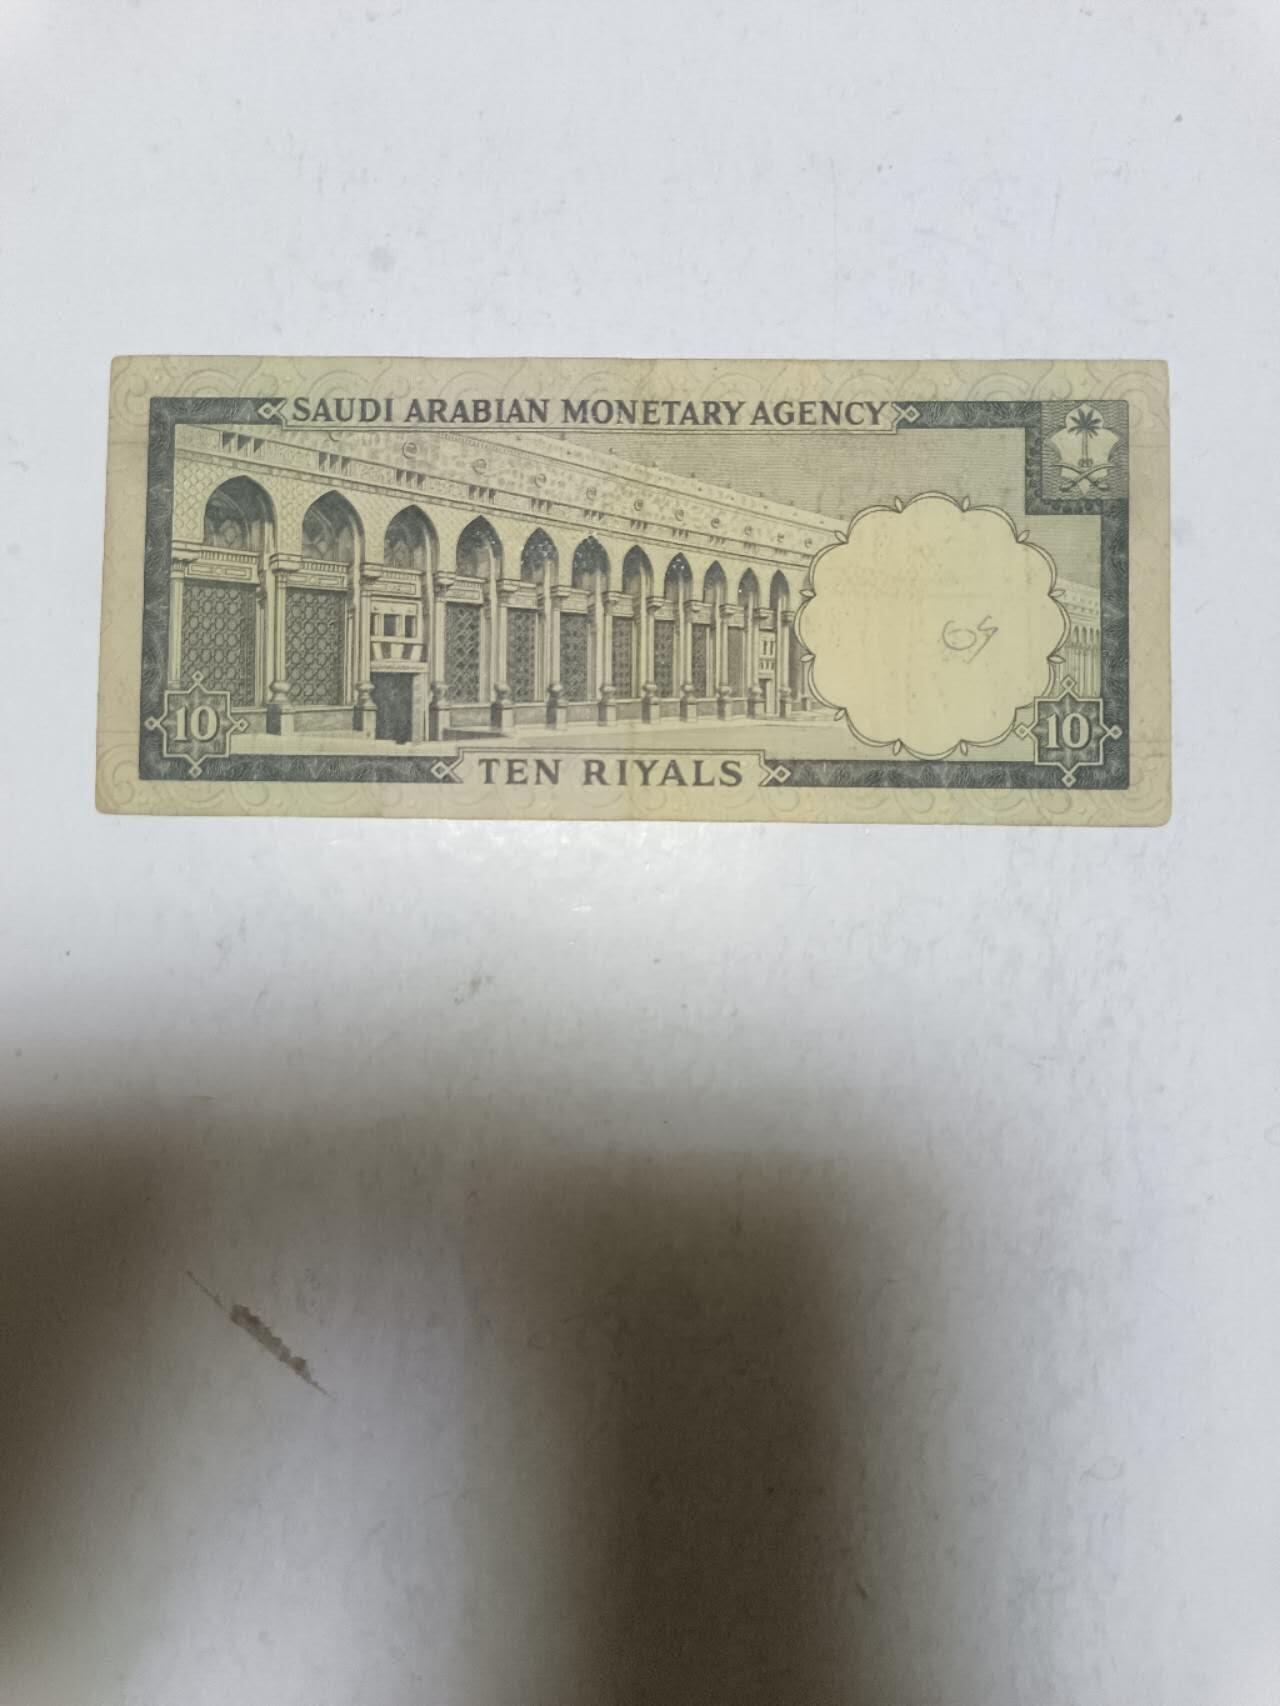 SAUDI ARABIAN MONETARY AGENCY
10
10
TEN RIYALS